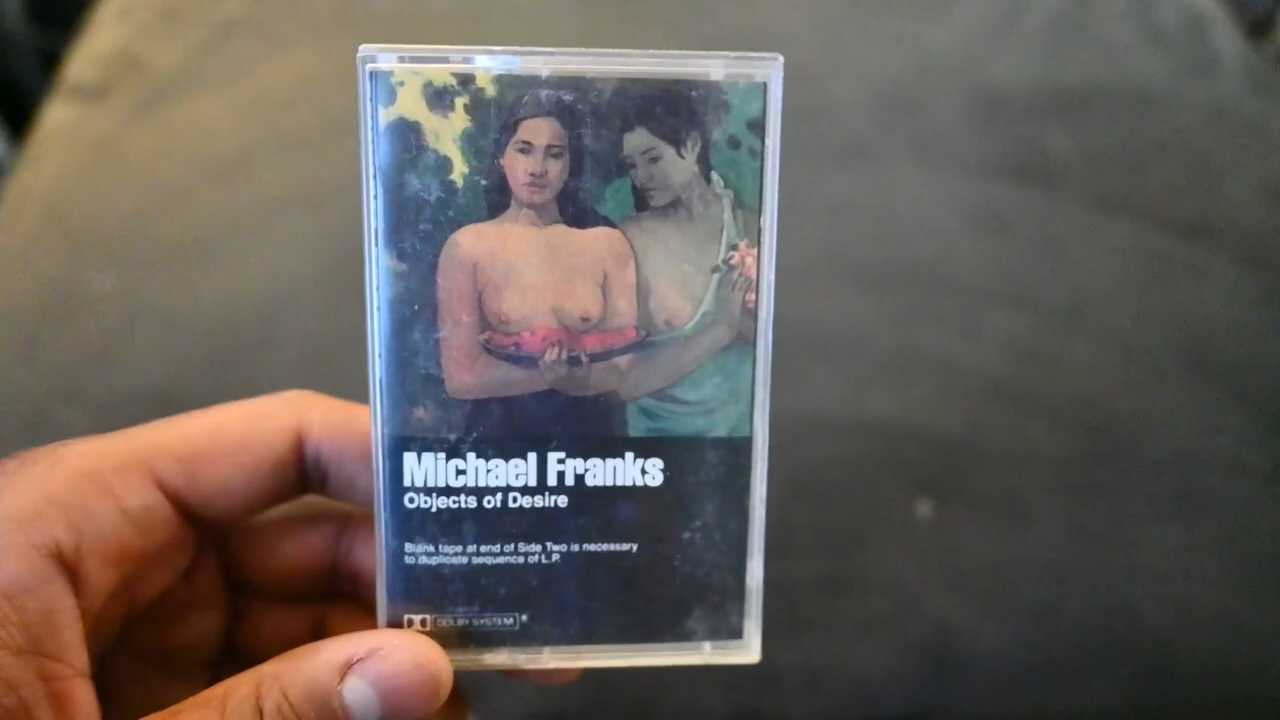 Michael Franks
Objects of Desire
Blank tape at end of Side Two is necessary
to duplicate sequence of L.P.
DOLBY SYSTEM®